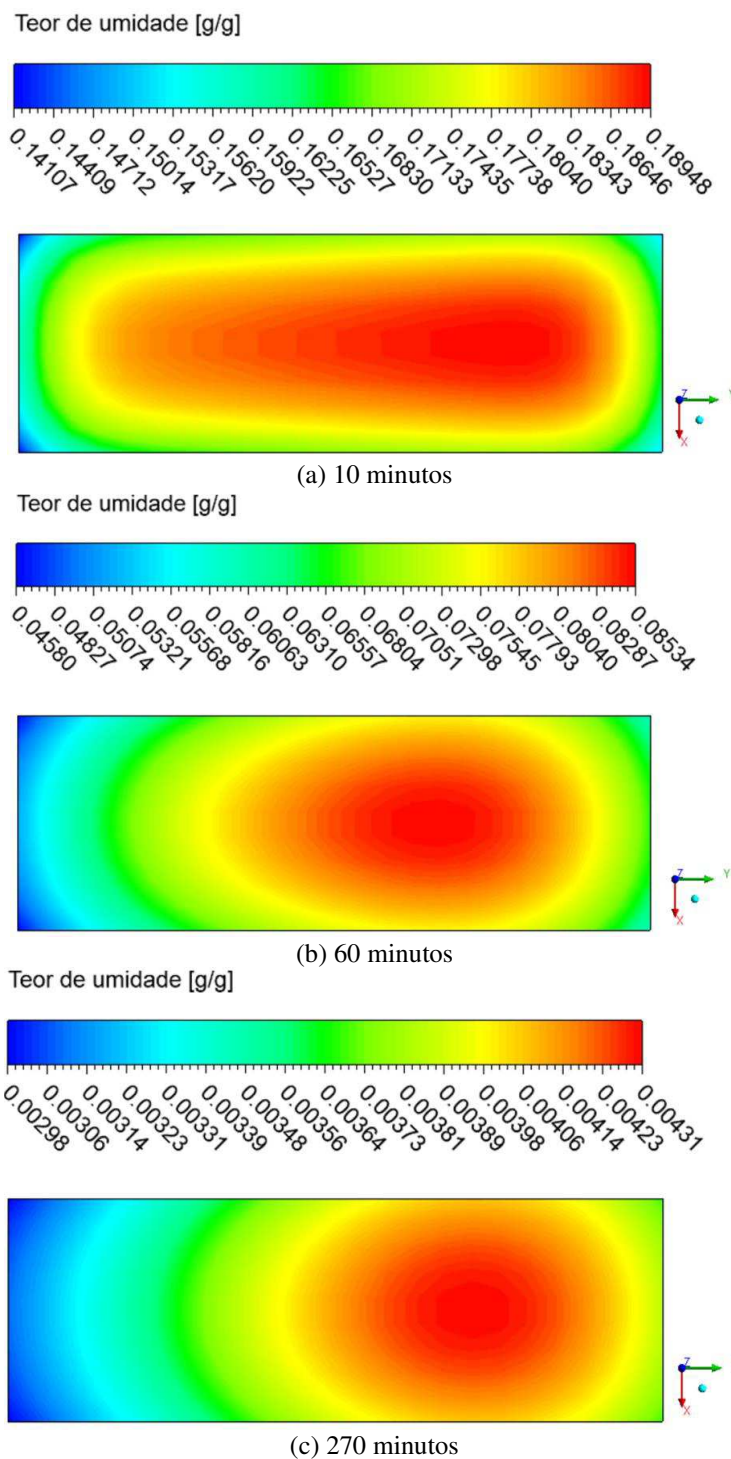 Teor de umidade [g/g]
0.14107 0.14409 0.14712 0.15014 0.15317 0.15620 0.15922 0.16225 0.16527 0.16830 0.17133 0.17435 0.17738 0.18040 0.18343 0.18646 0.18948
Z Y
X
(a) 10 minutos
Teor de umidade [g/g]
0.04580 0.04827 0.05074 0.05321 0.05568 0.05816 0.06063 0.06310 0.06557 0.06804 0.07051 0.07298 0.07545 0.07793 0.08040 0.08287 0.08534
Z Y
X
(b) 60 minutos
Teor de umidade [g/g]
0.00298 0.00306 0.00314 0.00323 0.00331 0.00339 0.00348 0.00356 0.00364 0.00373 0.00381 0.00389 0.00398 0.00406 0.00414 0.00423 0.00431
Z
X
(c) 270 minutos